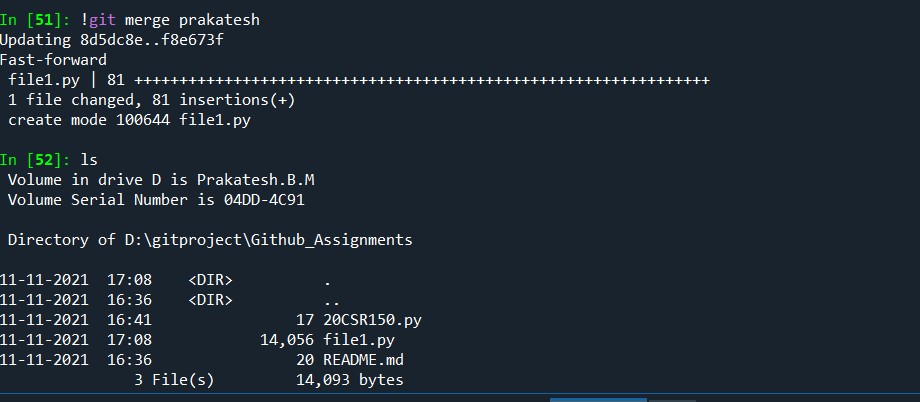 In [51]: !git merge prakatesh
Updating 8d5dc8e..f8e673f
Fast-forward
 file1.py | 81 +++++++++++++++++++++++++++++++++++++++++++++++++++++++++++++++++
 1 file changed, 81 insertions(+)
 create mode 100644 file1.py
In [52]: ls
 Volume in drive D is Prakatesh.B.M
 Volume Serial Number is 04DD-4C91
 Directory of D:\gitproject\Github_Assignments
11-11-2021  17:08    <DIR>          .
11-11-2021  16:36    <DIR>          ..
11-11-2021  16:41                17 20CSR150.py
11-11-2021  17:08            14,056 file1.py
11-11-2021  16:36                20 README.md
               3 File(s)         14,093 bytes